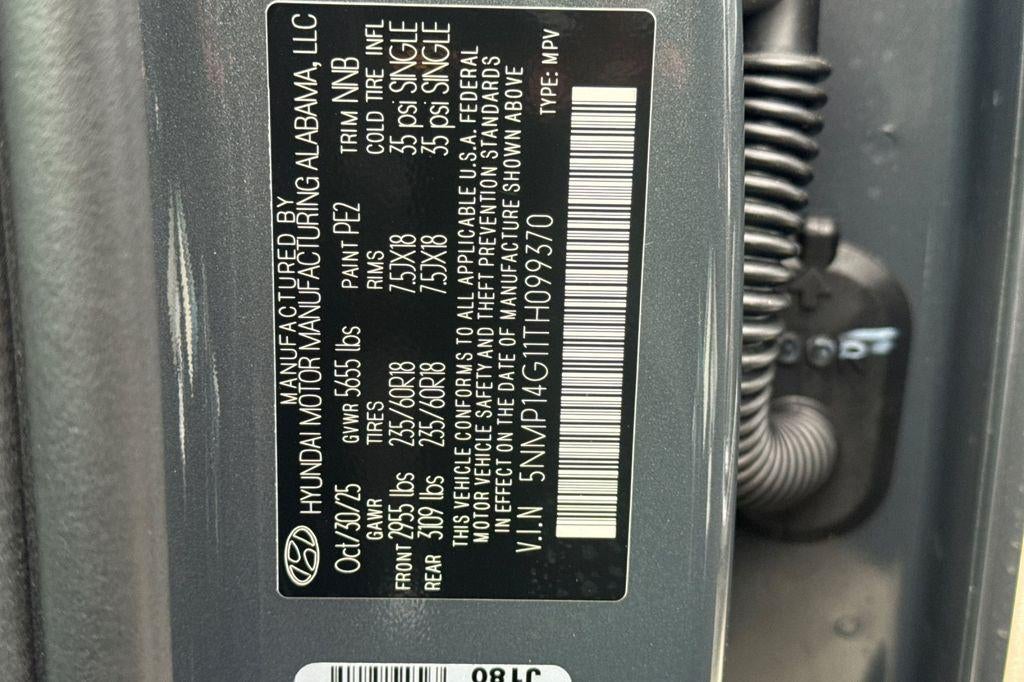 MANUFACTURED BY
HYUNDAI MOTOR MANUFACTURING ALABAMA, LLC
Oct/30/25 GVWR 5655 lbs PAINT PE2 TRIM NNB
GAWR TIRES RIMS COLD TIRE INFL
FRONT 2955 lbs 235/60R18 7.5JX18 35 psi SINGLE
REAR 3109 lbs 235/60R18 7.5JX18 35 psi SINGLE
THIS VEHICLE CONFORMS TO ALL APPLICABLE U.S.A. FEDERAL
MOTOR VEHICLE SAFETY AND THEFT PREVENTION STANDARDS
IN EFFECT ON THE DATE OF MANUFACTURE SHOWN ABOVE
V.I.N 5NMP14G11TH099370 TYPE: MPV
J180